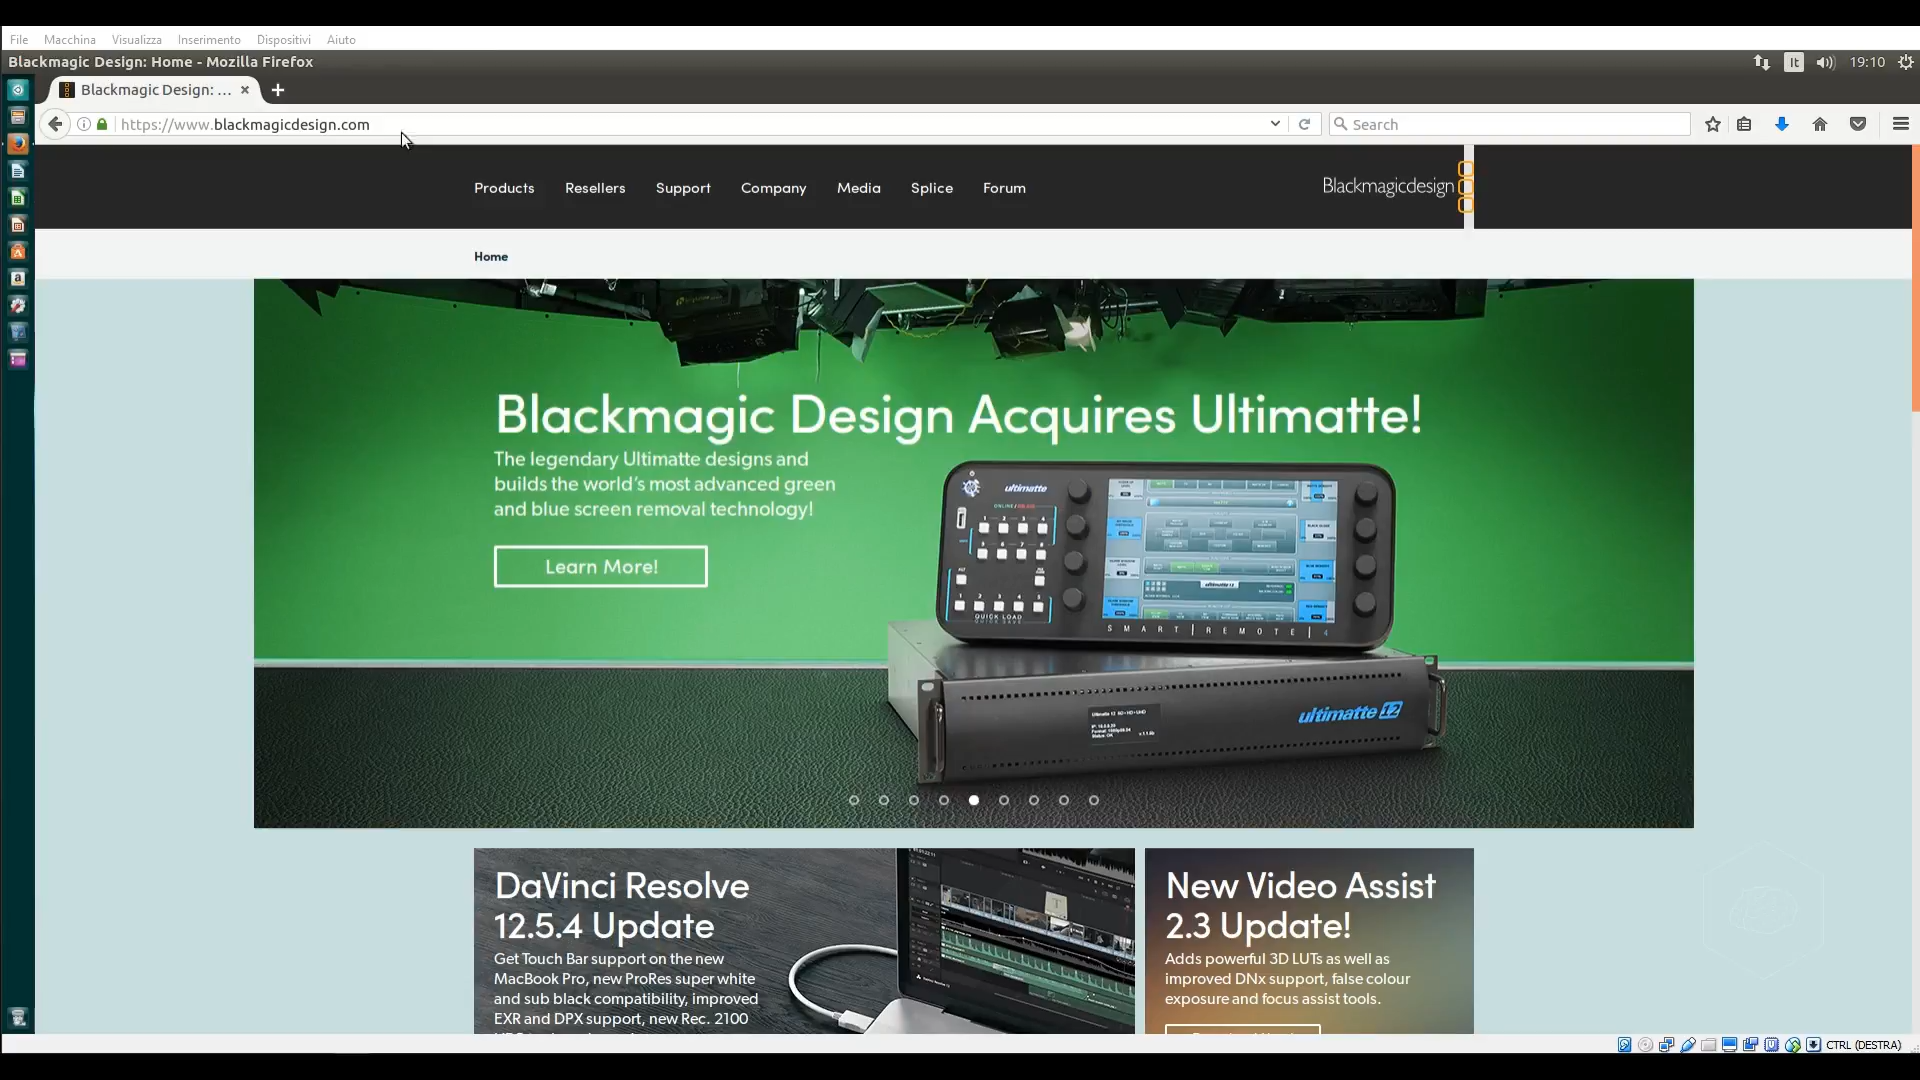 File Macchina Visualizza Inserimento Dispositivi Aiuto
Blackmagic Design: Home - Mozilla Firefox
It
19:10
Blackmagic Design: ...
https://www.blackmagicdesign.com
Search
Products Resellers Support Company Media Splice Forum
Blackmagicdesign
Home
Blackmagic Design Acquires Ultimatte!
The legendary Ultimatte designs and
builds the world's most advanced green
and blue screen removal technology!
Learn More!
ultimatte
QUICK LOAD
SMART | REMOTE | 4
ultimatte 12
DaVinci Resolve
12.5.4 Update
Get Touch Bar support on the new
MacBook Pro, new ProRes super white
and sub black compatibility, improved
EXR and DPX support, new Rec. 2100
New Video Assist
2.3 Update!
Adds powerful 3D LUTs as well as
improved DNx support, false colour
exposure and focus assist tools.
CTRL (DESTRA)